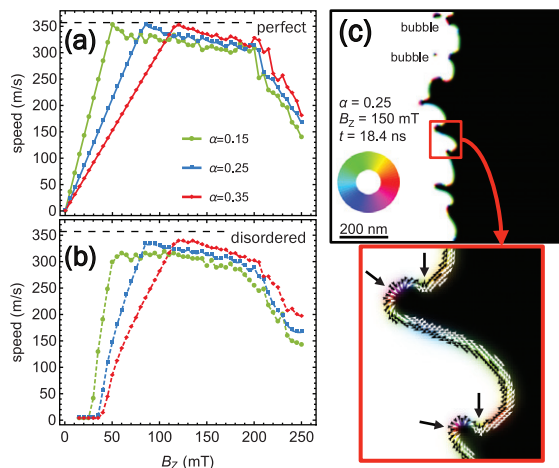 (a)
perfect
speed (m/s)
350
300
250
200
150
100
50
0
α=0.15
α=0.25
α=0.35
(b)
disordered
speed (m/s)
350
300
250
200
150
100
50
0
0 50 100 150 200 250
B_Z (mT)
(c)
bubble
bubble
α = 0.25
B_Z = 150 mT
t = 18.4 ns
200 nm